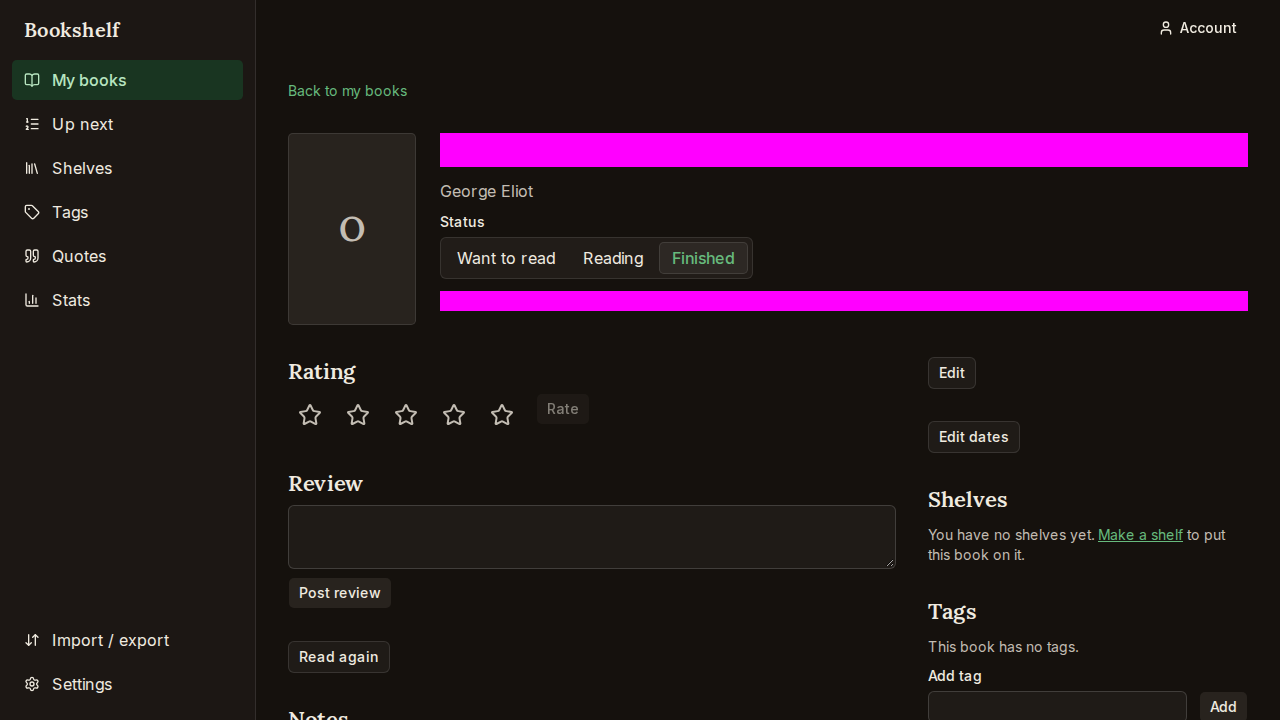 Bookshelf
My books
Up next
Shelves
Tags
Quotes
Stats
Import / export
Settings
Account
Back to my books
O
George Eliot
Status
Want to read
Reading
Finished
Rating
Rate
Review
Post review
Read again
Notes
Edit
Edit dates
Shelves
You have no shelves yet. Make a shelf to put
this book on it.
Tags
This book has no tags.
Add tag
Add